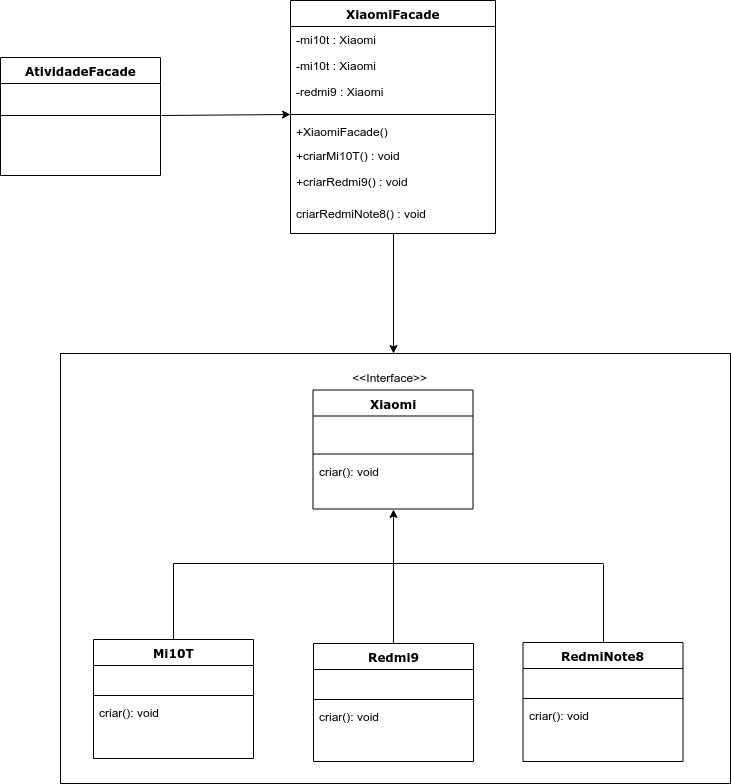 XiaomiFacade
-mi10t : Xiaomi
-mi10t : Xiaomi
-redmi9 : Xiaomi
+XiaomiFacade()
+criarMi10T() : void
+criarRedmi9() : void
criarRedmiNote8() : void
AtividadeFacade
<<Interface>>
Xiaomi
criar(): void
Mi10T
criar(): void
Redmi9
criar(): void
RedmiNote8
criar(): void